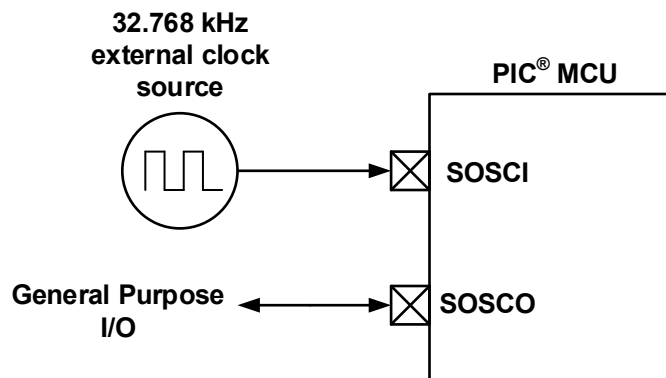 32.768 kHz
external clock
source
PIC® MCU
SOSCI
General Purpose
I/O
SOSCO